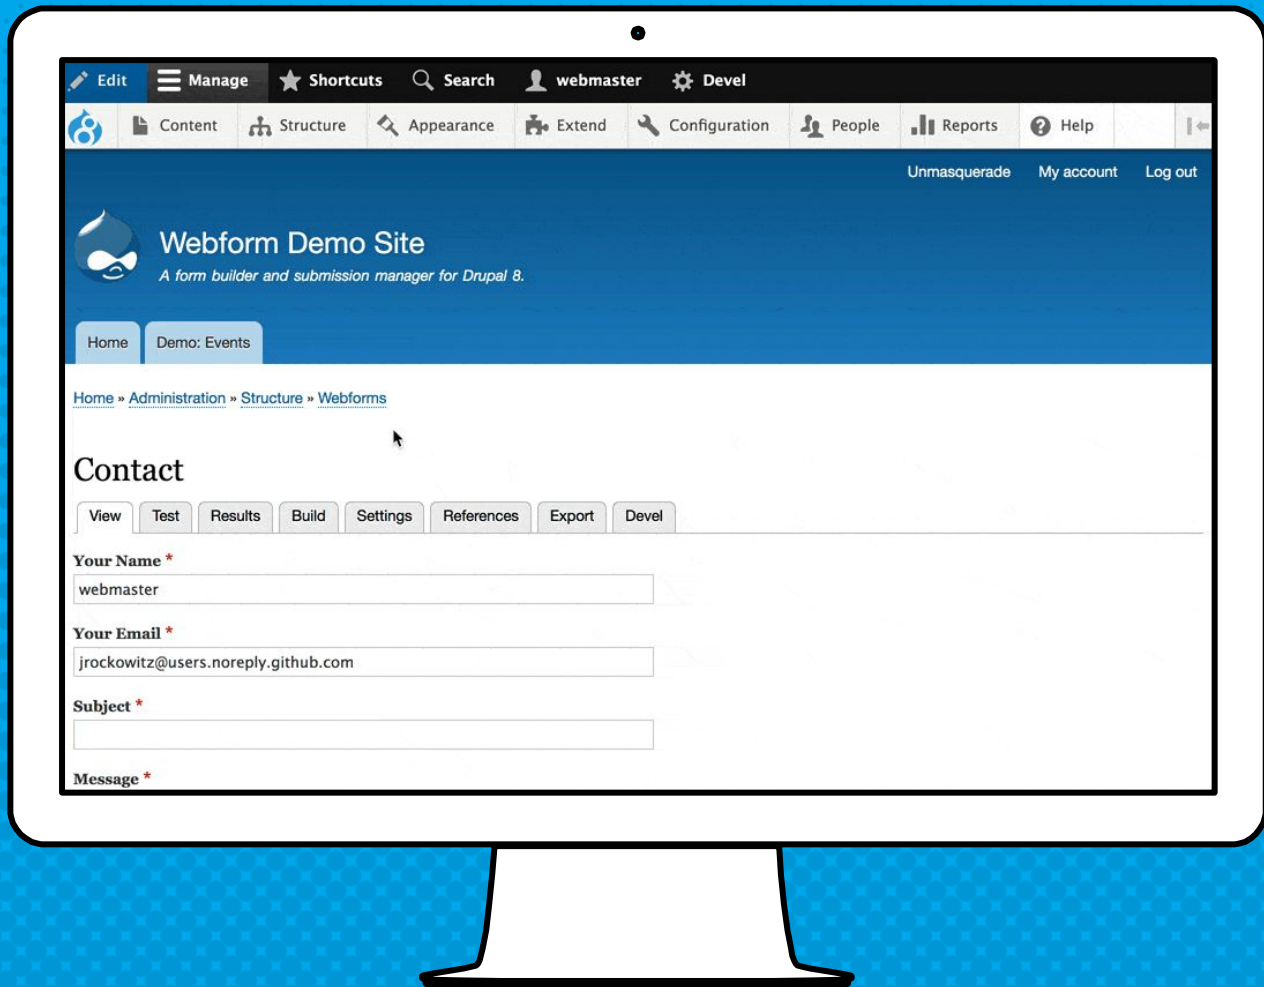 Edit Manage Shortcuts Search webmaster Devel
Content Structure Appearance Extend Configuration People Reports Help
Unmasquerade My account Log out
Webform Demo Site
A form builder and submission manager for Drupal 8.
Home Demo: Events
Home » Administration » Structure » Webforms
Contact
View Test Results Build Settings References Export Devel
Your Name *
webmaster
Your Email *
jrockowitz@users.noreply.github.com
Subject *
Message *